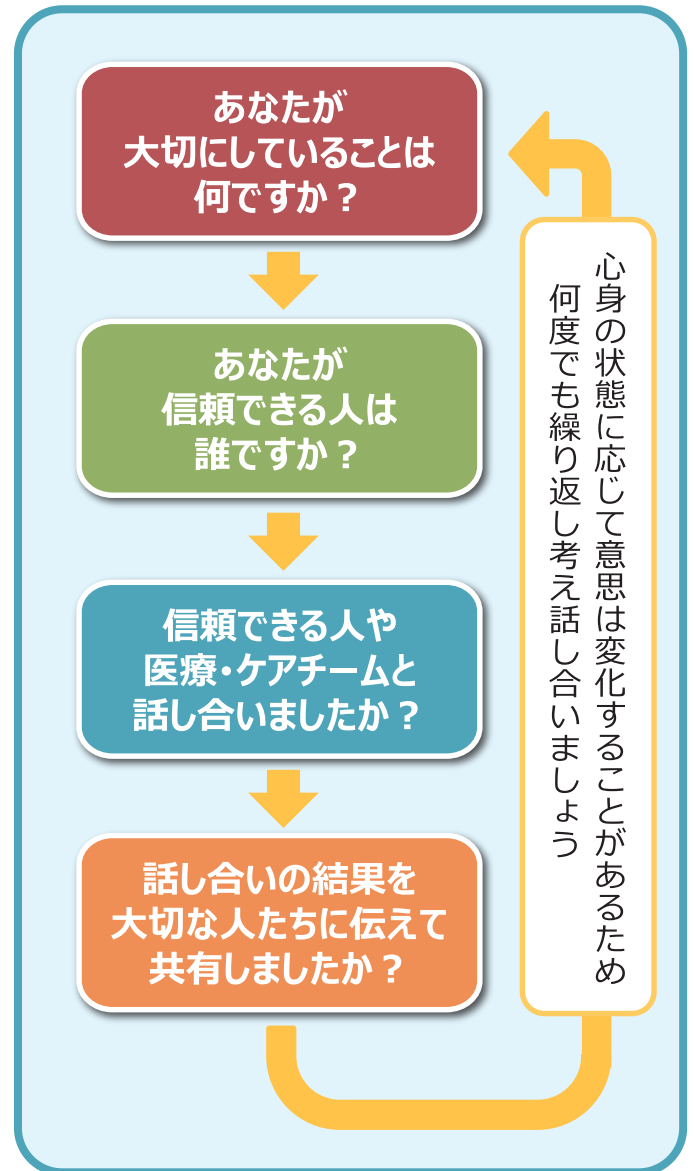 あなたが
大切にしていることは
何ですか？
あなたが
信頼できる人は
誰ですか？
信頼できる人や
医療・ケアチームと
話し合いましたか？
話し合いの結果を
大切な人たちに伝えて
共有しましたか？
心身の状態に応じて意思は変化することがあるため
何度でも繰り返し考え話し合いましょう